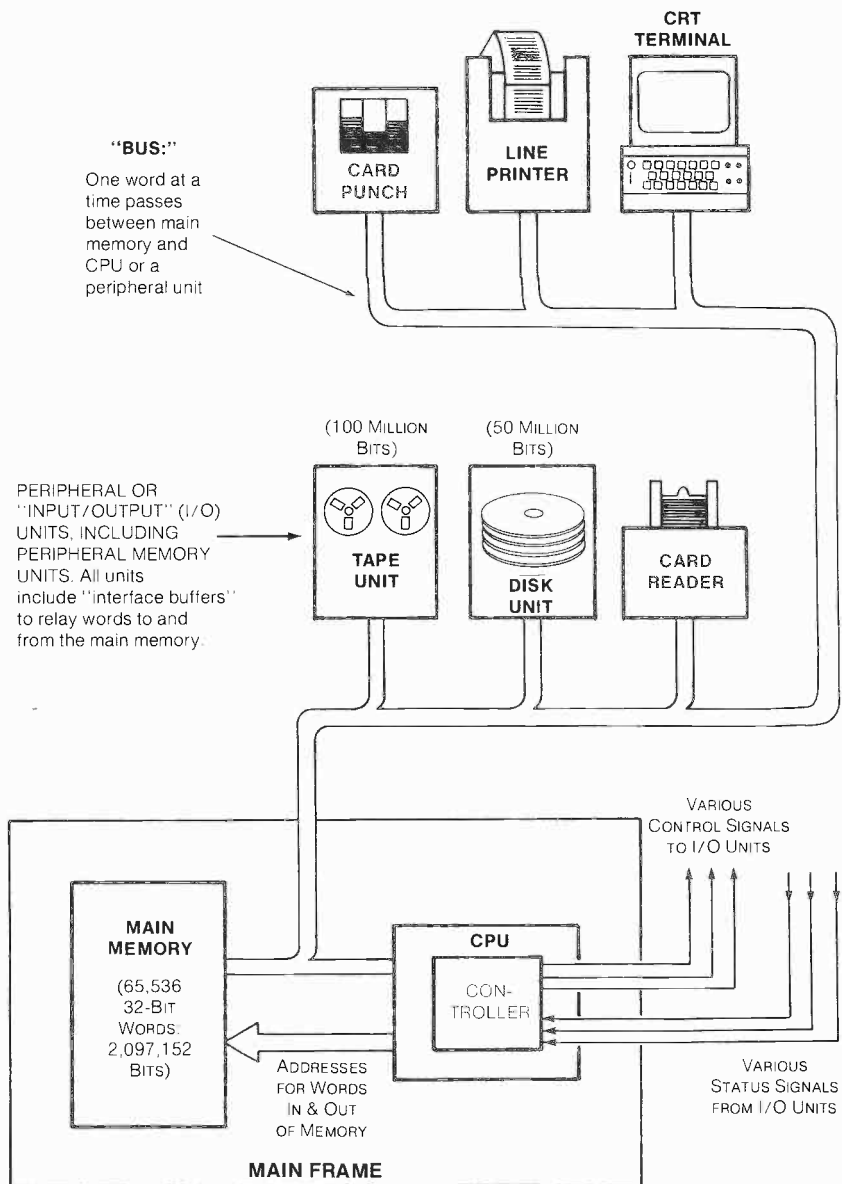 CRT
TERMINAL
"BUS:"
One word at a
time passes
between main
memory and
CPU or a
peripheral unit
CARD
PUNCH
LINE
PRINTER
(100 MILLION
BITS)
(50 MILLION
BITS)
PERIPHERAL OR
"INPUT/OUTPUT" (I/O)
UNITS, INCLUDING
PERIPHERAL MEMORY
UNITS. All units
include "interface buffers"
to relay words to and
from the main memory.
TAPE
UNIT
DISK
UNIT
CARD
READER
VARIOUS
CONTROL SIGNALS
TO I/O UNITS
MAIN
MEMORY
(65,536
32-BIT
WORDS:
2,097,152
BITS)
CPU
CON-
TROLLER
ADDRESSES
FOR WORDS
IN & OUT
OF MEMORY
VARIOUS
STATUS SIGNALS
FROM I/O UNITS
MAIN FRAME